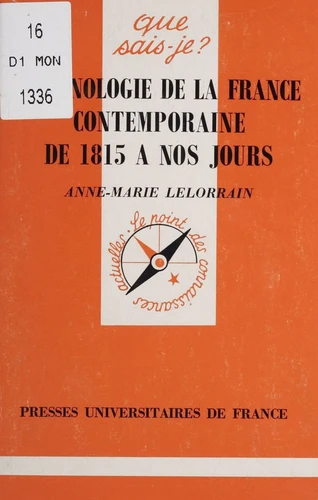 16
D1 MON
1336
que
sais-je?
NOLOGIE DE LA FRANCE
CONTEMPORAINE
DE 1815 A NOS JOURS
ANNE-MARIE LELORRAIN
Le point des connaissances actuelles
PRESSES UNIVERSITAIRES DE FRANCE